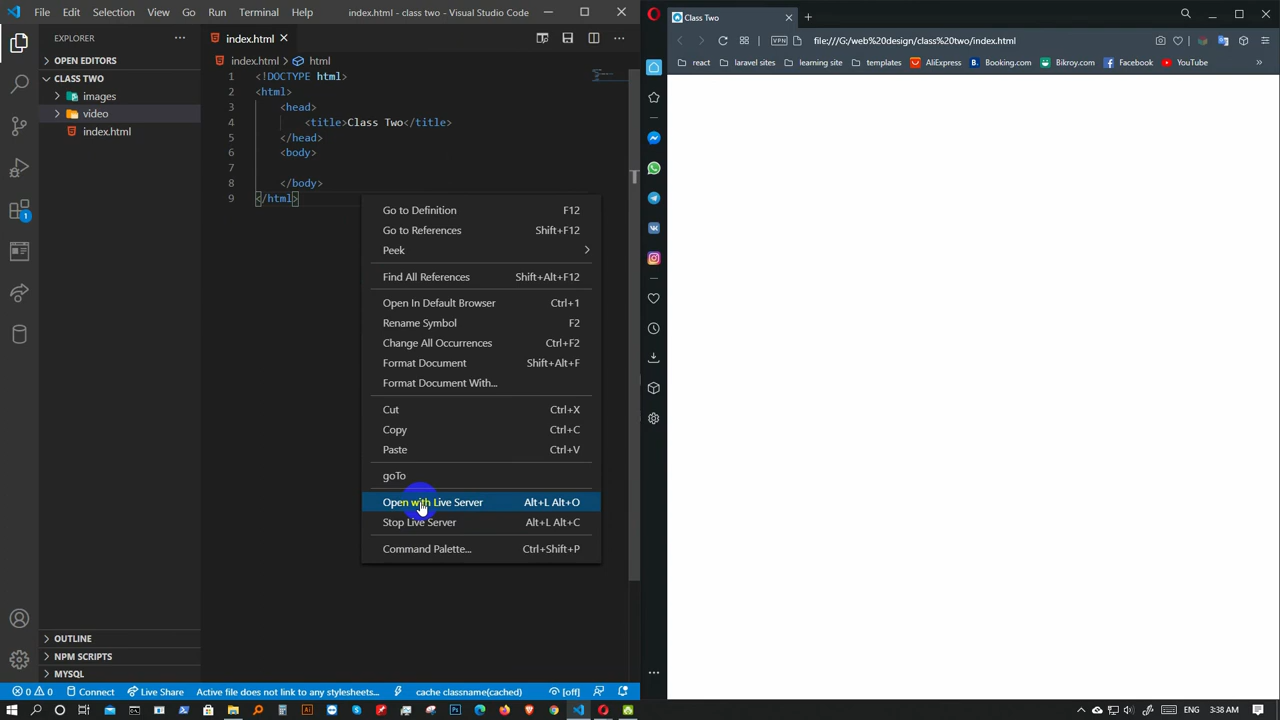 File Edit Selection View Go Run Terminal Help index.html - class two - Visual Studio Code
EXPLORER
OPEN EDITORS
CLASS TWO
images
video
index.html
OUTLINE
NPM SCRIPTS
MYSQL
1
index.html
index.html > html
1 <!DOCTYPE html>
2 <html>
3 <head>
4 <title>Class Two</title>
5 </head>
6 <body>
7
8 </body>
9 </html>
Go to Definition F12
Go to References Shift+F12
Peek
Find All References Shift+Alt+F12
Open In Default Browser Ctrl+1
Rename Symbol F2
Change All Occurrences Ctrl+F2
Format Document Shift+Alt+F
Format Document With...
Cut Ctrl+X
Copy Ctrl+C
Paste Ctrl+V
goTo
Open with Live Server Alt+L Alt+O
Stop Live Server Alt+L Alt+C
Command Palette... Ctrl+Shift+P
0 0 Connect Live Share Active file does not link to any stylesheets... cache classname(cached) [off]
Class Two
VPN file:///G:/web%20design/class%20two/index.html
react laravel sites learning site templates AliExpress B. Booking.com Bikroy.com Facebook YouTube
ENG 3:38 AM